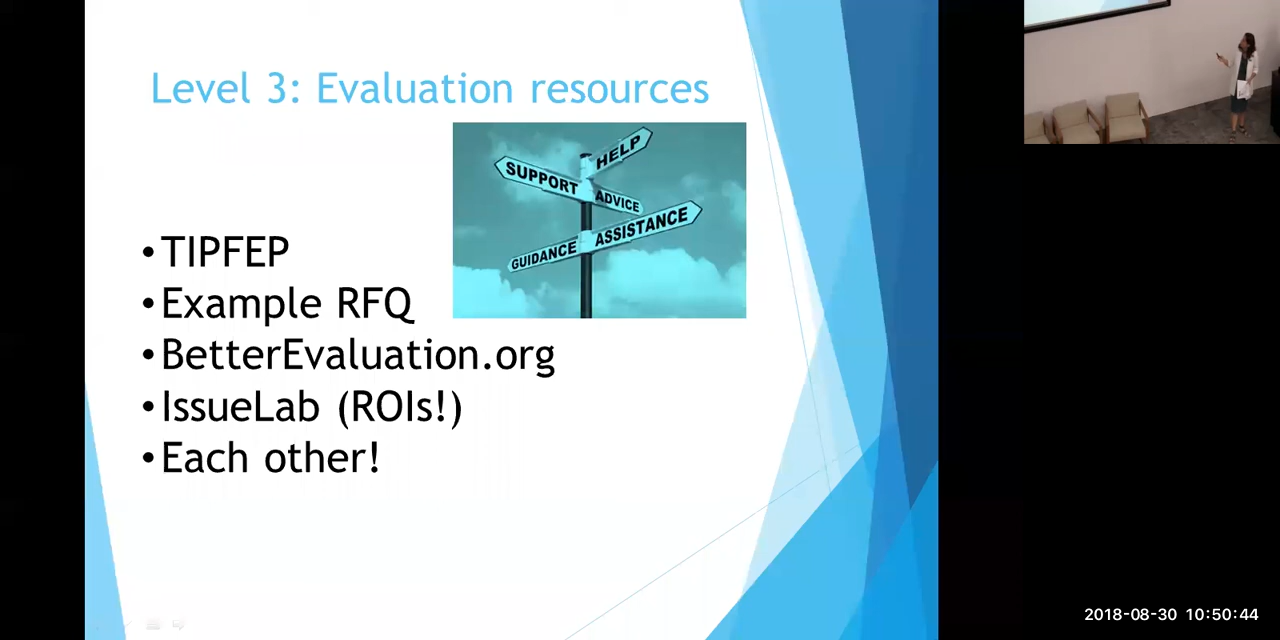 Level 3: Evaluation resources
HELP
SUPPORT
ADVICE
ASSISTANCE
GUIDANCE
•TIPFEP
•Example RFQ
•BetterEvaluation.org
•IssueLab (ROIs!)
•Each other!
2018-08-30 10:50:44